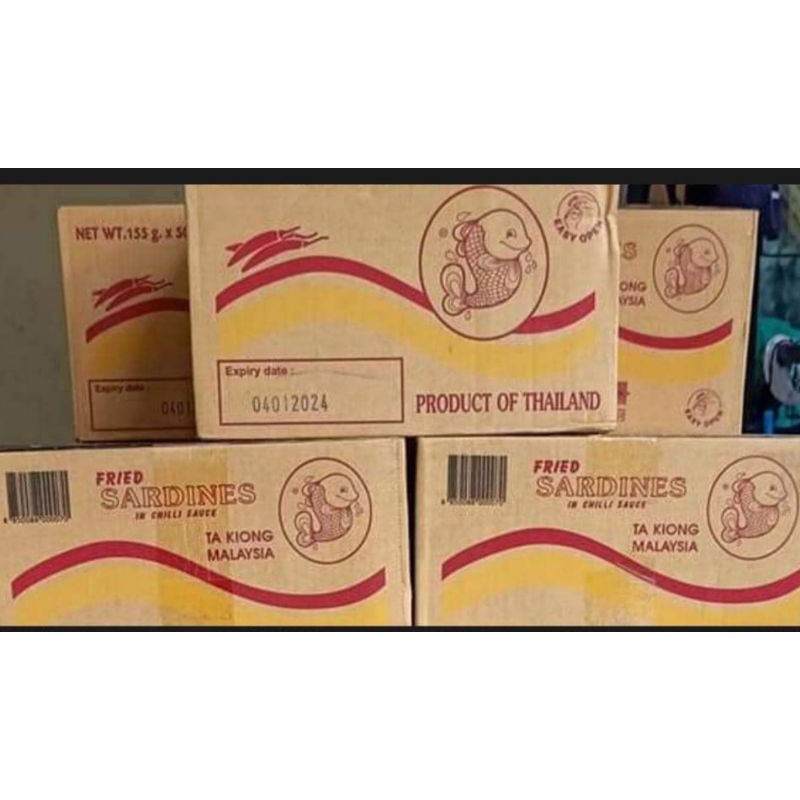 NET WT.155 g. x 50
EASY OPEN
®
Expiry date :
04012024
PRODUCT OF THAILAND
Expiry date :
0401
S
ONG
AYSIA
EASY OPEN
FRIED
SARDINES
IN CHILLI SAUCE
TA KIONG
MALAYSIA
®
FRIED
SARDINES
IN CHILLI SAUCE
TA KIONG
MALAYSIA
®